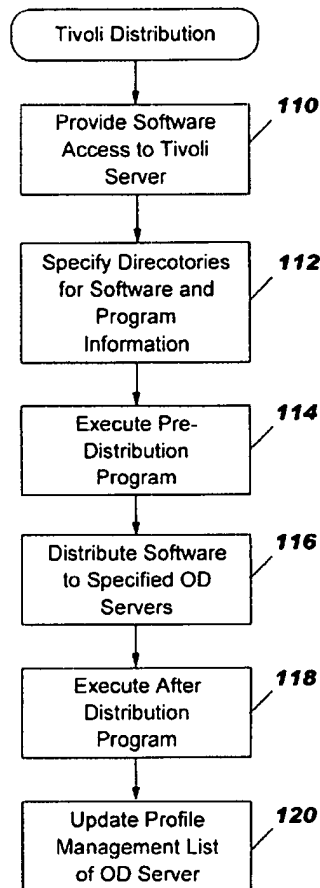 Tivoli Distribution
110
Provide Software
Access to Tivoli
Server
112
Specify Direcotories
for Software and
Program
Information
114
Execute Pre-
Distribution
Program
116
Distribute Software
to Specified OD
Servers
118
Execute After
Distribution
Program
120
Update Profile
Management List
of OD Server